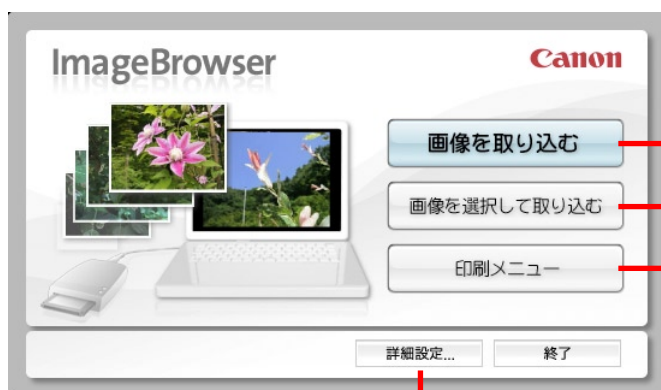 ImageBrowser
Canon
画像を取り込む
画像を選択して取り込む
印刷メニュー
詳細設定...
終了